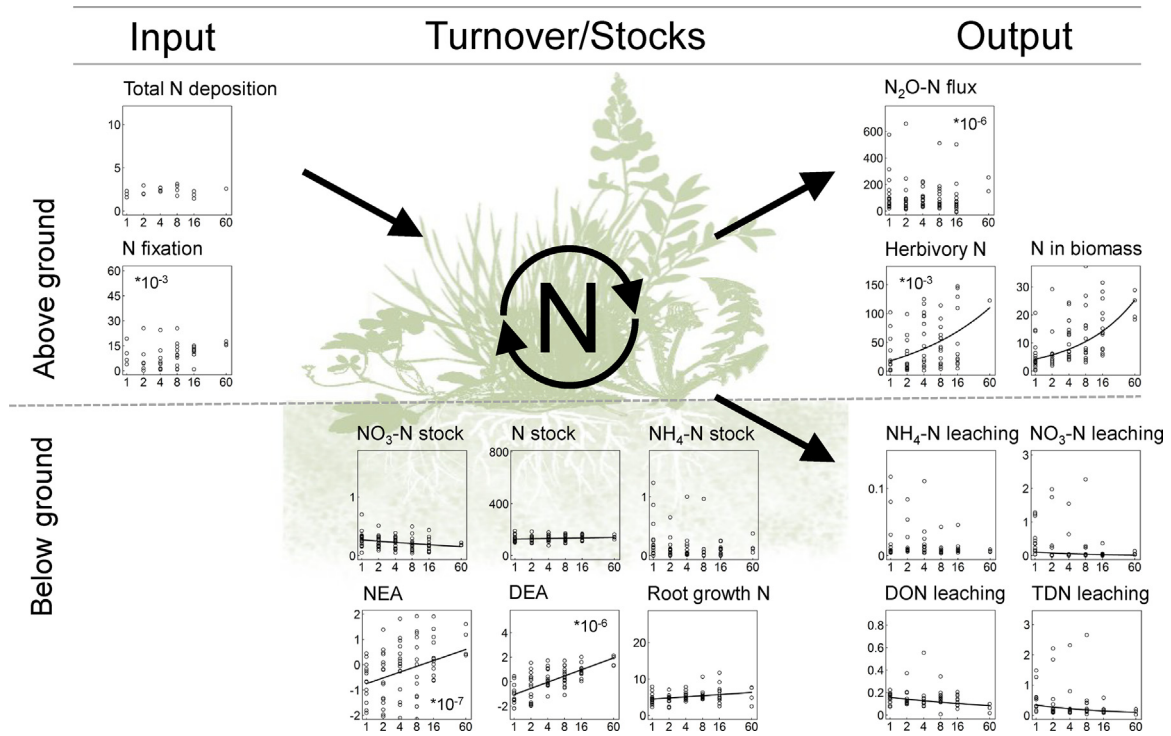 Input Turnover/Stocks Output
Above ground
Total N deposition
10
5
0
1 2 4 8 16 60
N fixation
*10-3
60
45
30
15
0
1 2 4 8 16 60
N
N2O-N flux
*10-6
600
400
200
0
1 2 4 8 16 60
Herbivory N
*10-3
150
100
50
0
1 2 4 8 16 60
N in biomass
30
20
10
0
1 2 4 8 16 60
Below ground
NO3-N stock
1
0
1 2 4 8 16 60
N stock
800
400
0
1 2 4 8 16 60
NH4-N stock
1
0
1 2 4 8 16 60
NH4-N leaching
0.1
0
1 2 4 8 16 60
NO3-N leaching
3
2
1
0
1 2 4 8 16 60
NEA
2
1
0
-1
-2
*10-7
1 2 4 8 16 60
DEA
*10-6
4
2
0
-2
1 2 4 8 16 60
Root growth N
20
10
0
1 2 4 8 16 60
DON leaching
0.8
0.6
0.4
0.2
0
1 2 4 8 16 60
TDN leaching
3
2
1
0
1 2 4 8 16 60